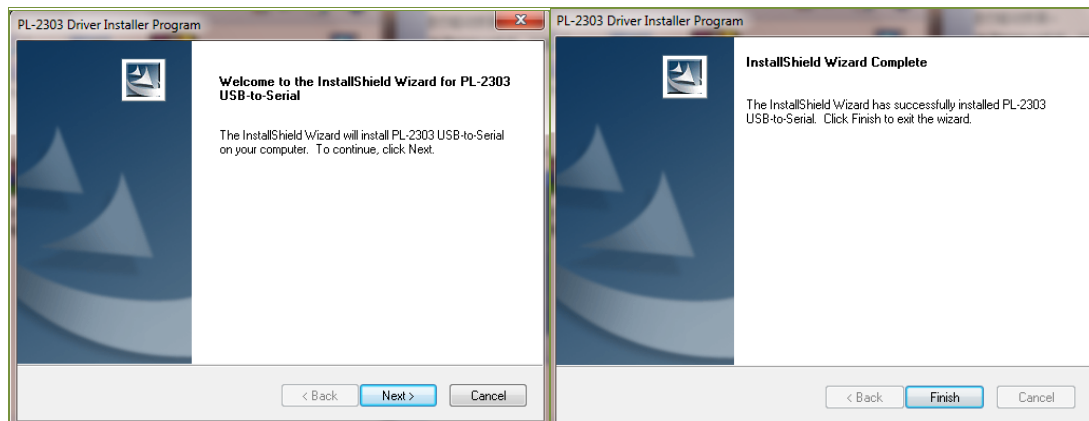 PL-2303 Driver Installer Program
Welcome to the InstallShield Wizard for PL-2303
USB-to-Serial
The InstallShield Wizard will install PL-2303 USB-to-Serial
on your computer. To continue, click Next.
< Back
Next >
Cancel
PL-2303 Driver Installer Program
InstallShield Wizard Complete
The InstallShield Wizard has successfully installed PL-2303
USB-to-Serial. Click Finish to exit the wizard.
< Back
Finish
Cancel